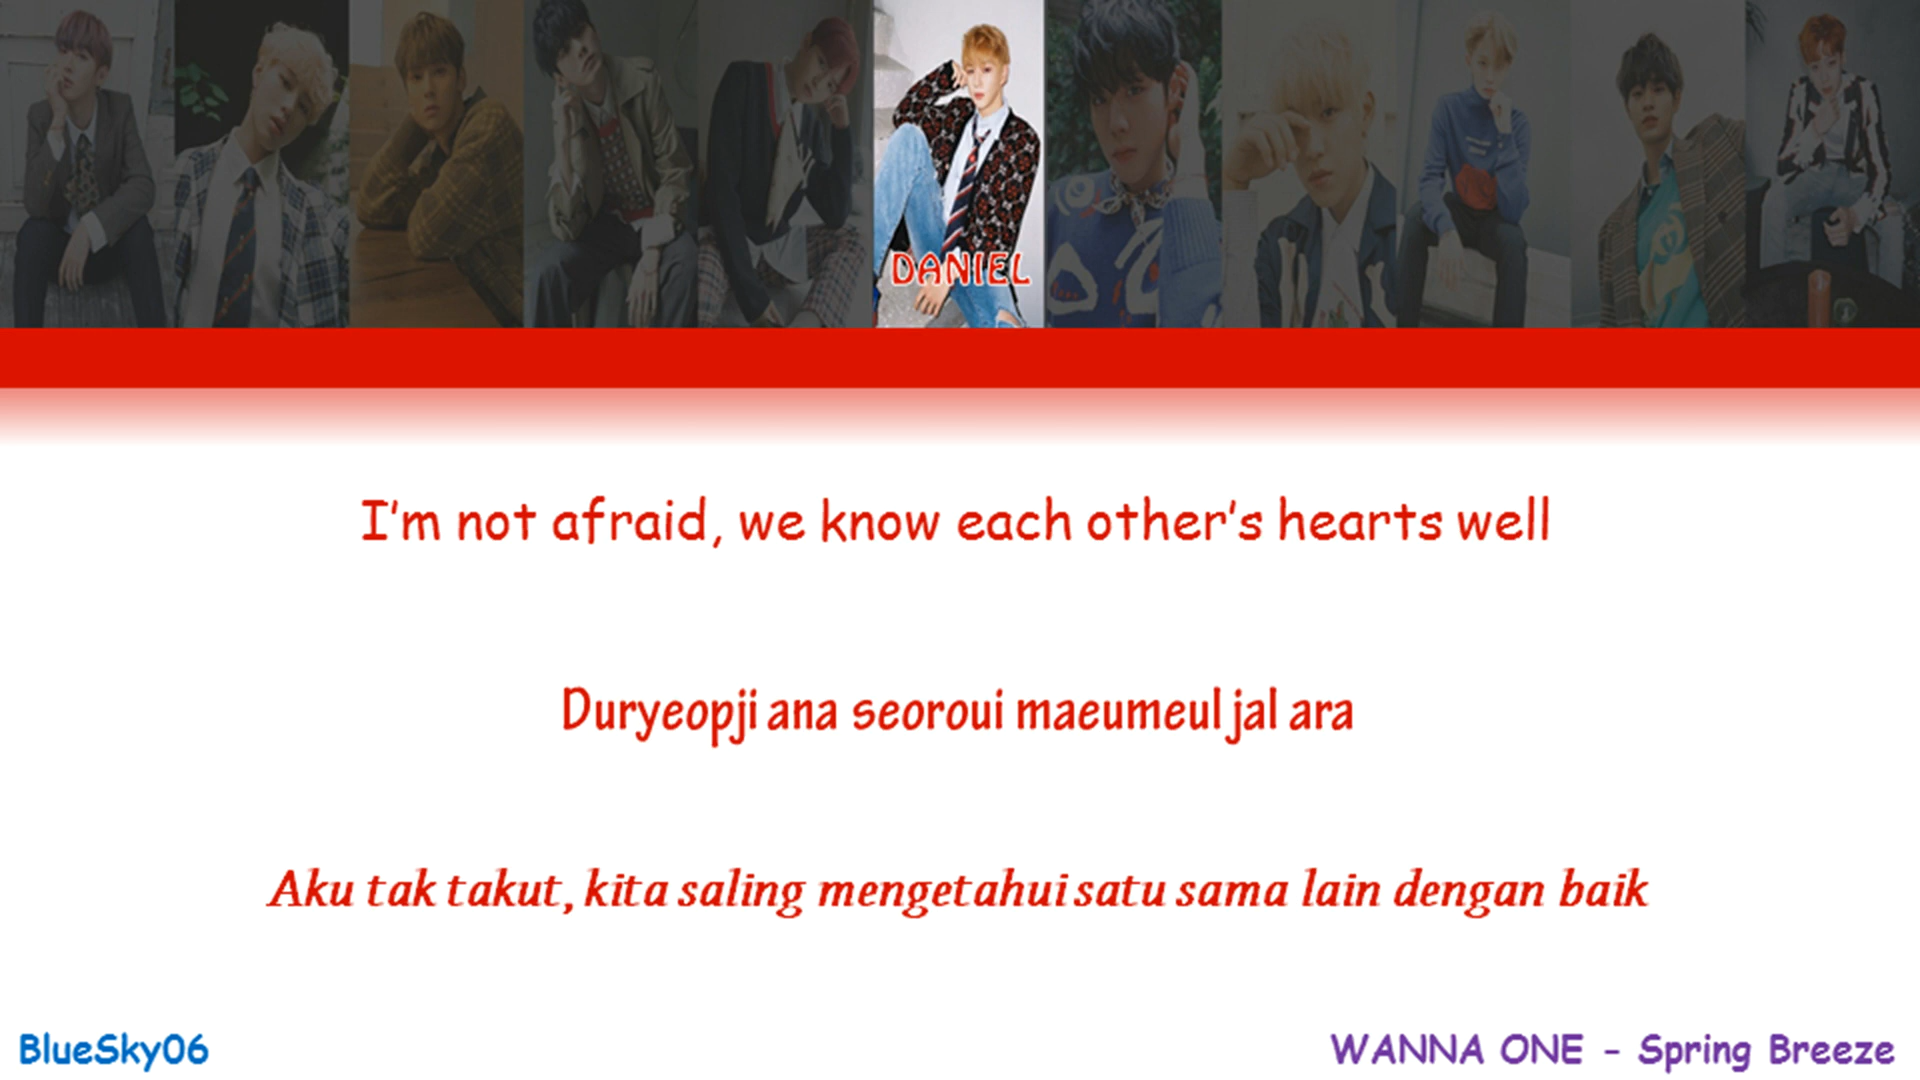 DANIEL
I'm not afraid, we know each other's hearts well
Duryeopji ana seoroui maeumeul jal ara
Aku tak takut, kita saling mengetahui satu sama lain dengan baik
BlueSky06
WANNA ONE - Spring Breeze